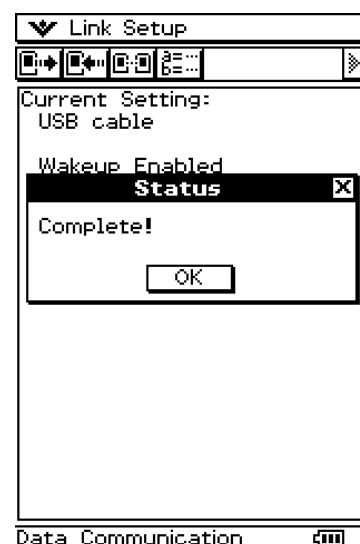 Link Setup
Current Setting:
USB cable
Wakeup Enabled
Status
Complete!
OK
Data Communication